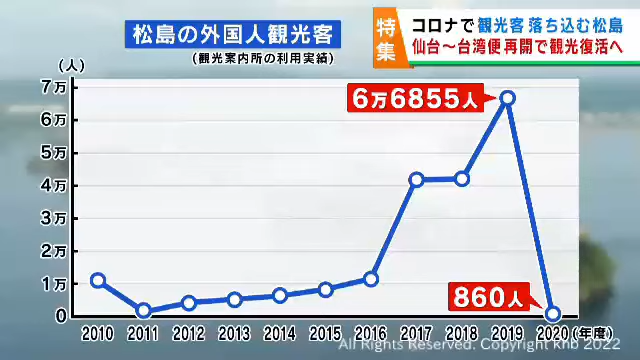 松島の外国人観光客
(観光案内所の利用実績)
特集
コロナで観光客 落ち込む松島
仙台～台湾便 再開で観光復活へ
(人)
7万
6万
5万
4万
3万
2万
1万
0
6万6855人
860人
2010 2011 2012 2013 2014 2015 2016 2017 2018 2019 2020 (年度)
All Rights Reserved. Copyright khb 2022